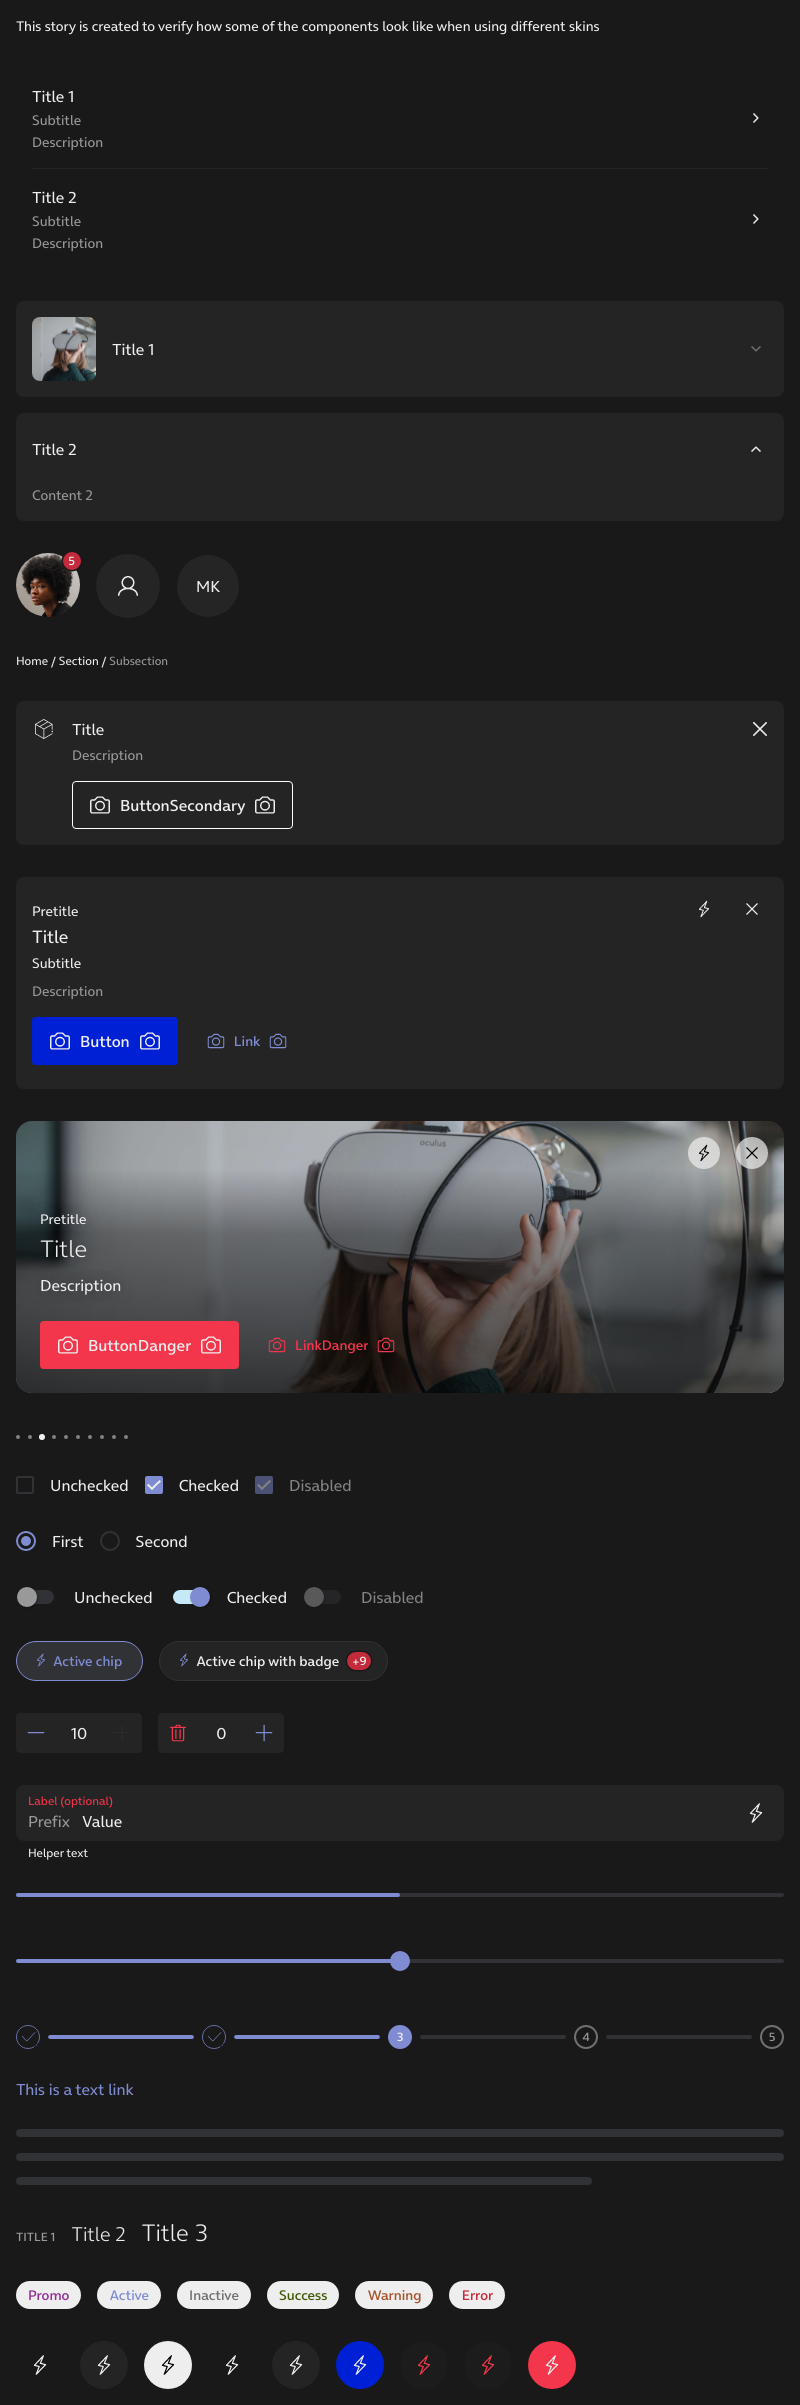 This story is created to verify how some of the components look like when using different skins
Title 1
Subtitle
Description
Title 2
Subtitle
Description
Title 1
Title 2
Content 2
5
MK
Home / Section / Subsection
Title
Description
ButtonSecondary
Pretitle
Title
Subtitle
Description
Button Link
oculus
Pretitle
Title
Description
ButtonDanger LinkDanger
Unchecked Checked Disabled
First Second
Unchecked Checked Disabled
Active chip Active chip with badge +9
10 0
Label (optional)
Prefix Value
Helper text
3 4 5
This is a text link
TITLE 1 Title 2 Title 3
Promo Active Inactive Success Warning Error